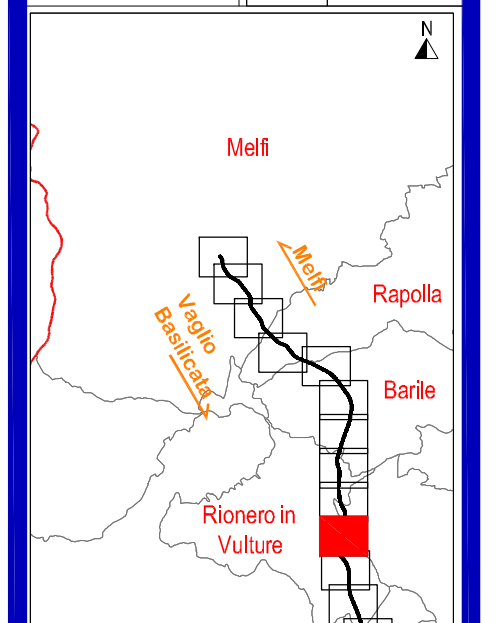 N
Melfi
Melfi
Rapolla
Vaglio
Basilicata
Barile
Rionero in
Vulture